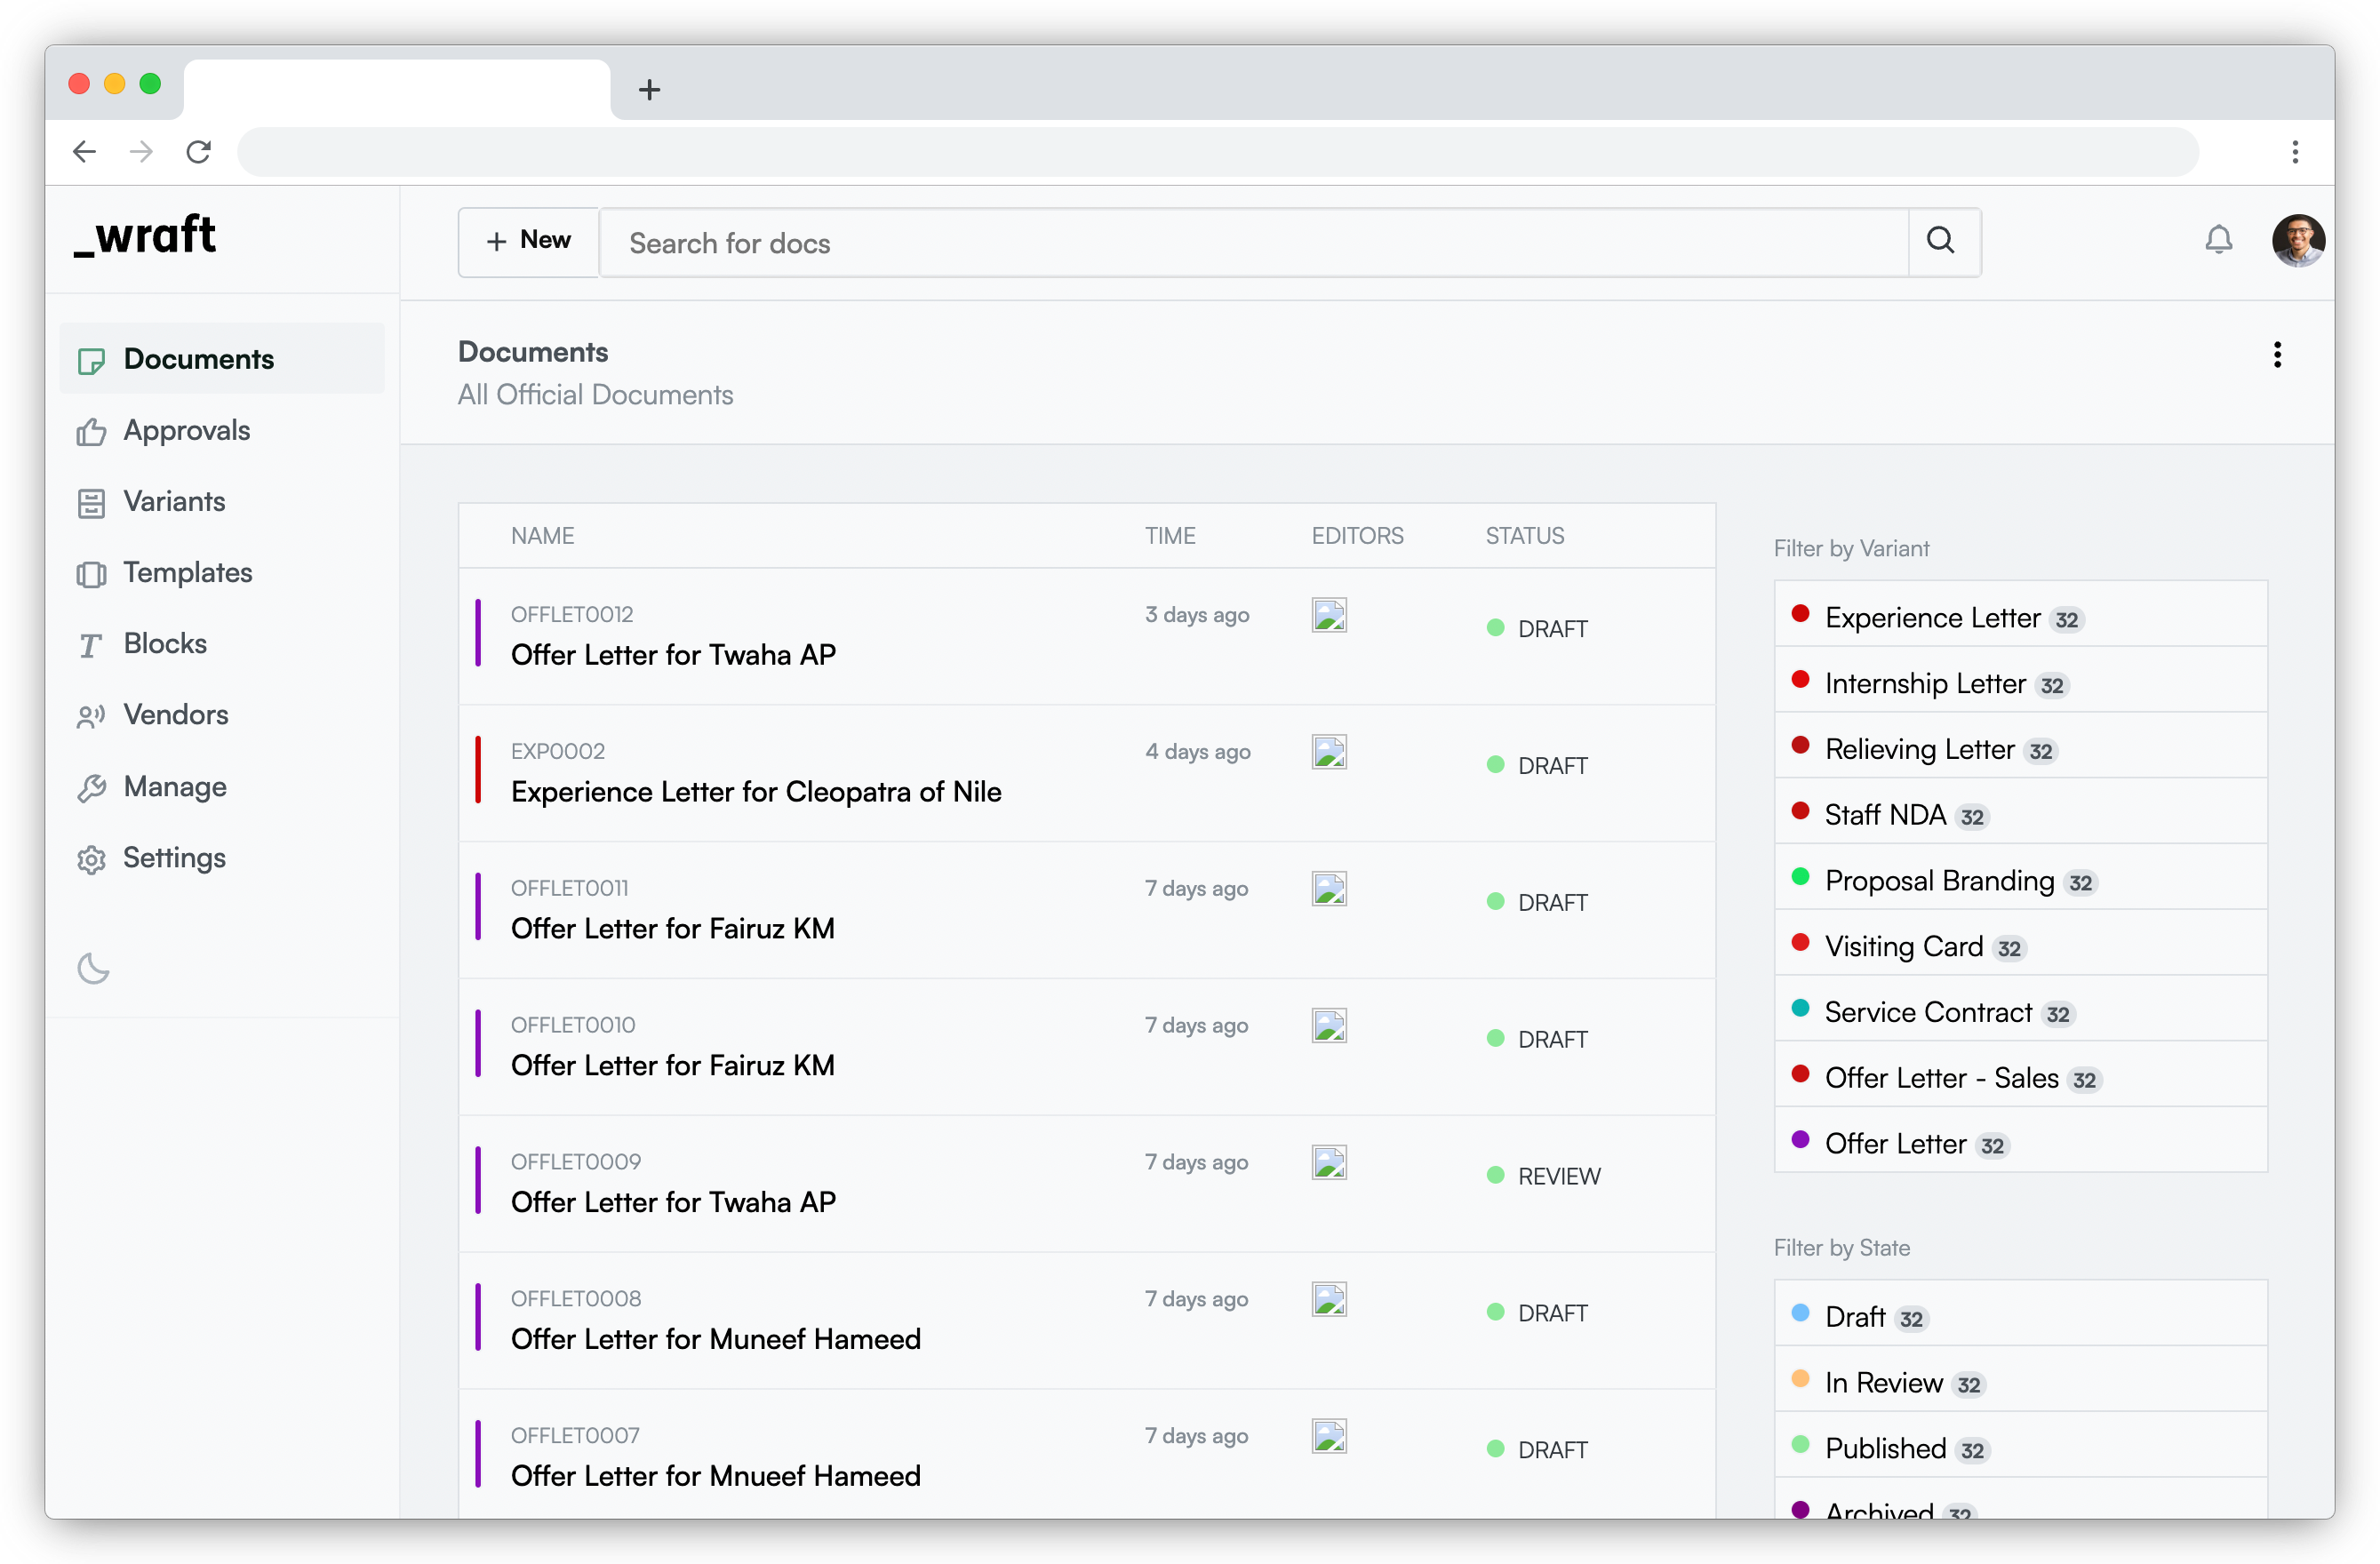 _wraft
+ New
Search for docs
Documents
Approvals
Variants
Templates
Blocks
Vendors
Manage
Settings
Documents
All Official Documents
NAME TIME EDITORS STATUS
OFFLET0012 3 days ago DRAFT
Offer Letter for Twaha AP
EXP0002 4 days ago DRAFT
Experience Letter for Cleopatra of Nile
OFFLET0011 7 days ago DRAFT
Offer Letter for Fairuz KM
OFFLET0010 7 days ago DRAFT
Offer Letter for Fairuz KM
OFFLET0009 7 days ago REVIEW
Offer Letter for Twaha AP
OFFLET0008 7 days ago DRAFT
Offer Letter for Muneef Hameed
OFFLET0007 7 days ago DRAFT
Offer Letter for Mnueef Hameed
Filter by Variant
Experience Letter 32
Internship Letter 32
Relieving Letter 32
Staff NDA 32
Proposal Branding 32
Visiting Card 32
Service Contract 32
Offer Letter - Sales 32
Offer Letter 32
Filter by State
Draft 32
In Review 32
Published 32
Archived 32